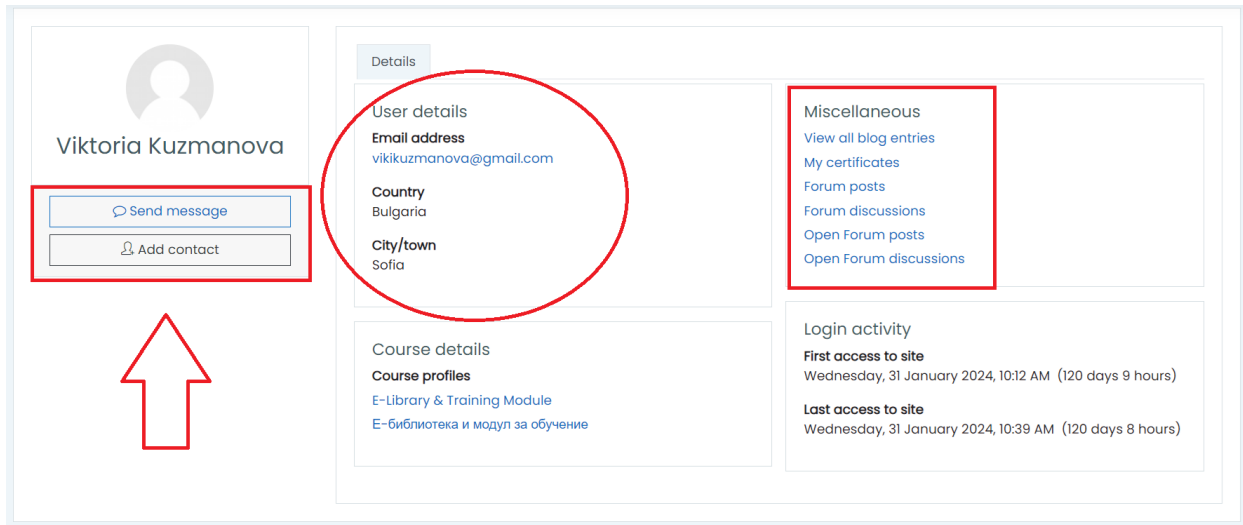 Viktoria Kuzmanova
Send message
Add contact
Details
User details
Email address
vikikuzmanova@gmail.com
Country
Bulgaria
City/town
Sofia
Course details
Course profiles
E-Library & Training Module
Е-библиотека и модул за обучение
Miscellaneous
View all blog entries
My certificates
Forum posts
Forum discussions
Open Forum posts
Open Forum discussions
Login activity
First access to site
Wednesday, 31 January 2024, 10:12 AM (120 days 9 hours)
Last access to site
Wednesday, 31 January 2024, 10:39 AM (120 days 8 hours)